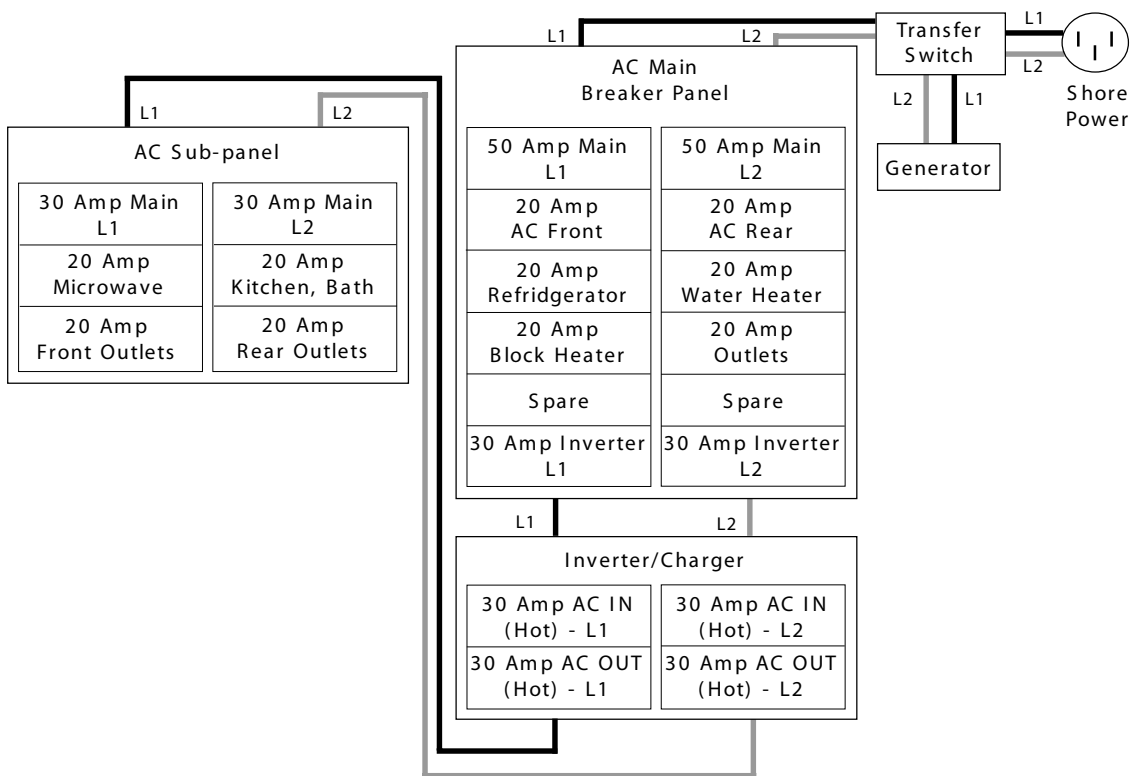 L1
L2
Transfer
Switch
L1
L2
Shore
Power
L2
L1
Generator
AC Main
Breaker Panel
50 Amp Main
L1
50 Amp Main
L2
20 Amp
AC Front
20 Amp
AC Rear
20 Amp
Refridgerator
20 Amp
Water Heater
20 Amp
Block Heater
20 Amp
Outlets
Spare
Spare
30 Amp Inverter
L1
30 Amp Inverter
L2
L1
L2
AC Sub-panel
30 Amp Main
L1
30 Amp Main
L2
20 Amp
Microwave
20 Amp
Kitchen, Bath
20 Amp
Front Outlets
20 Amp
Rear Outlets
L1
L2
Inverter/Charger
30 Amp AC IN
(Hot) - L1
30 Amp AC IN
(Hot) - L2
30 Amp AC OUT
(Hot) - L1
30 Amp AC OUT
(Hot) - L2